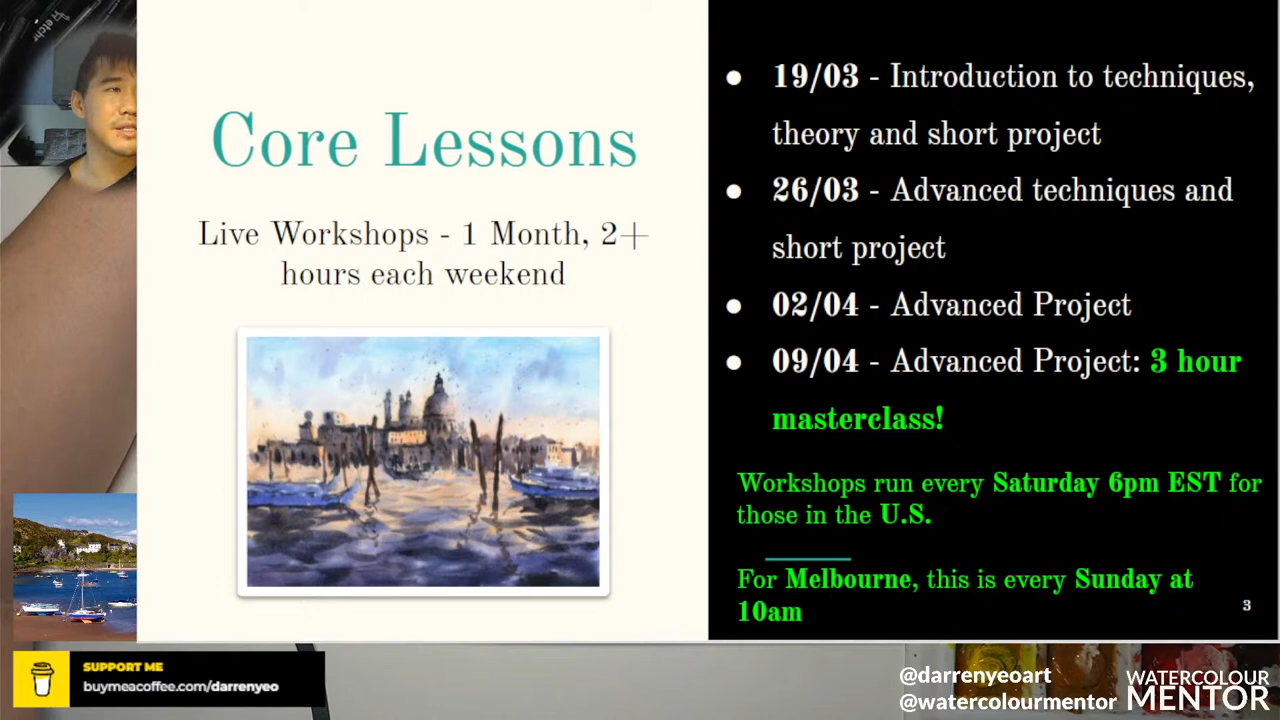 etchr
Core Lessons
Live Workshops - 1 Month, 2+
hours each weekend
● 19/03 - Introduction to techniques,
theory and short project
● 26/03 - Advanced techniques and
short project
● 02/04 - Advanced Project
● 09/04 - Advanced Project: 3 hour
masterclass!
Workshops run every Saturday 6pm EST for
those in the U.S.
For Melbourne, this is every Sunday at
10am
3
SUPPORT ME
buymeacoffee.com/darrenyeo
@darrenyeoart
@watercolourmentor
WATERCOLOUR
MENTOR